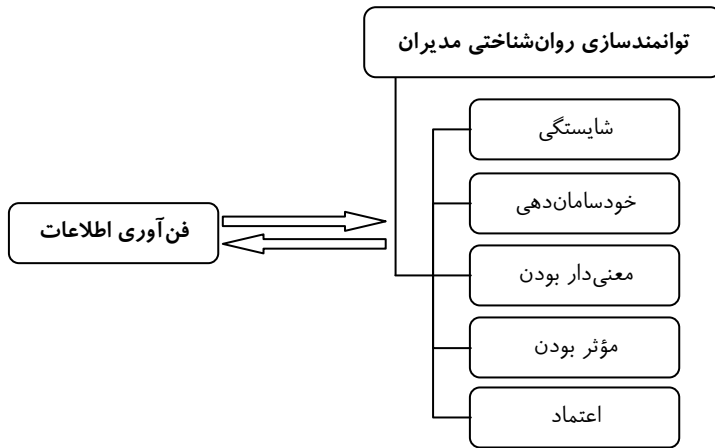 توانمندسازی روان‌شناختی مدیران
شایستگی
خودسامان‌دهی
فن‌آوری اطلاعات
معنی‌دار بودن
مؤثر بودن
اعتماد